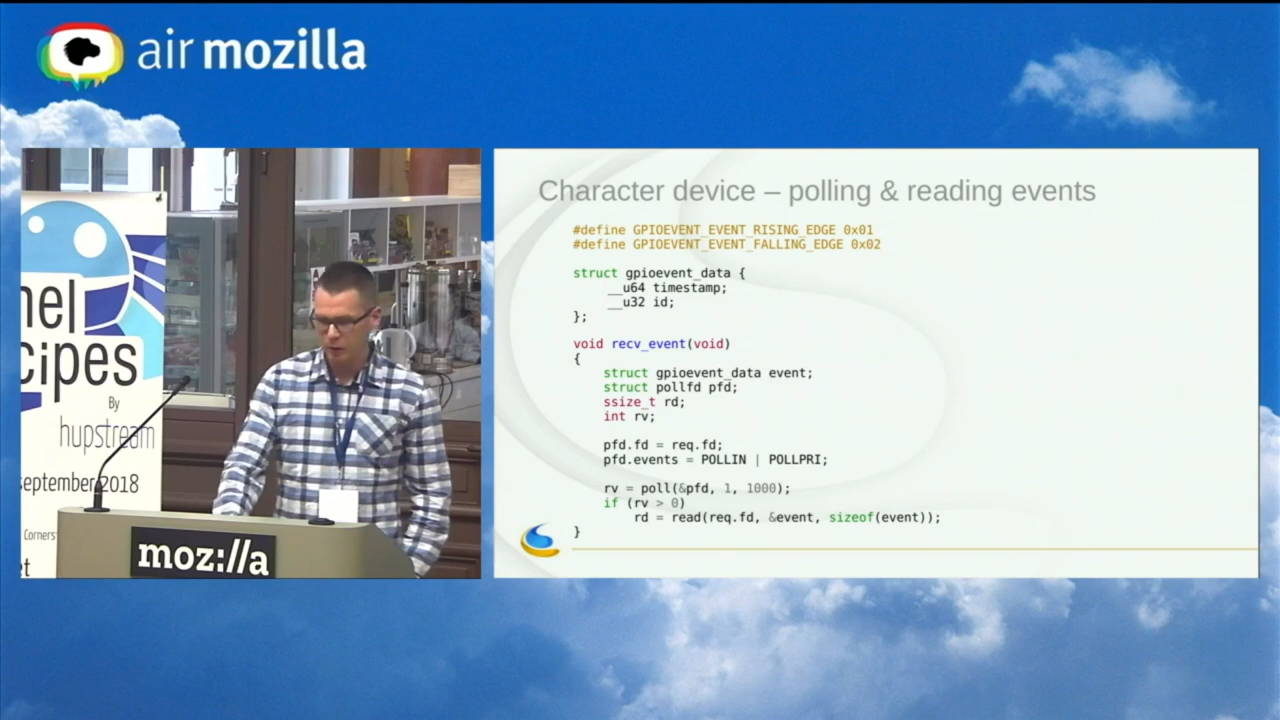 air mozilla
nel
cipes
By
hupstream
september 2018
Corners
et
moz://a
Character device – polling & reading events
#define GPIOEVENT_EVENT_RISING_EDGE 0x01
#define GPIOEVENT_EVENT_FALLING_EDGE 0x02
struct gpioevent_data {
__u64 timestamp;
__u32 id;
};
void recv_event(void)
{
struct gpioevent_data event;
struct pollfd pfd;
ssize_t rd;
int rv;
pfd.fd = req.fd;
pfd.events = POLLIN | POLLPRI;
rv = poll(&pfd, 1, 1000);
if (rv > 0)
rd = read(req.fd, &event, sizeof(event));
}